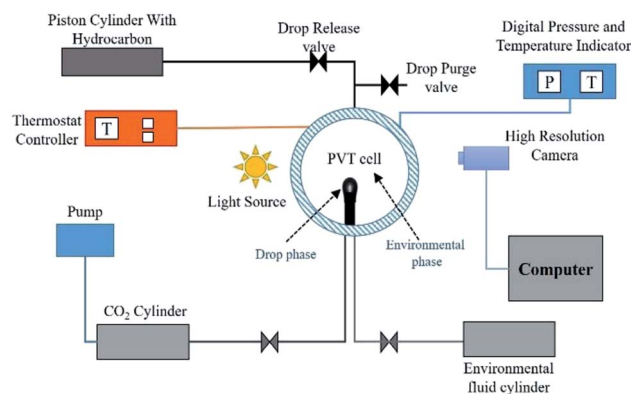 Piston Cylinder With
Hydrocarbon
Drop Release
valve
Digital Pressure and
Temperature Indicator
Drop Purge
valve
P T
Thermostat
Controller
T
High Resolution
Camera
PVT cell
Light Source
Pump
Drop phase
Environmental
phase
Computer
CO₂ Cylinder
Environmental
fluid cylinder